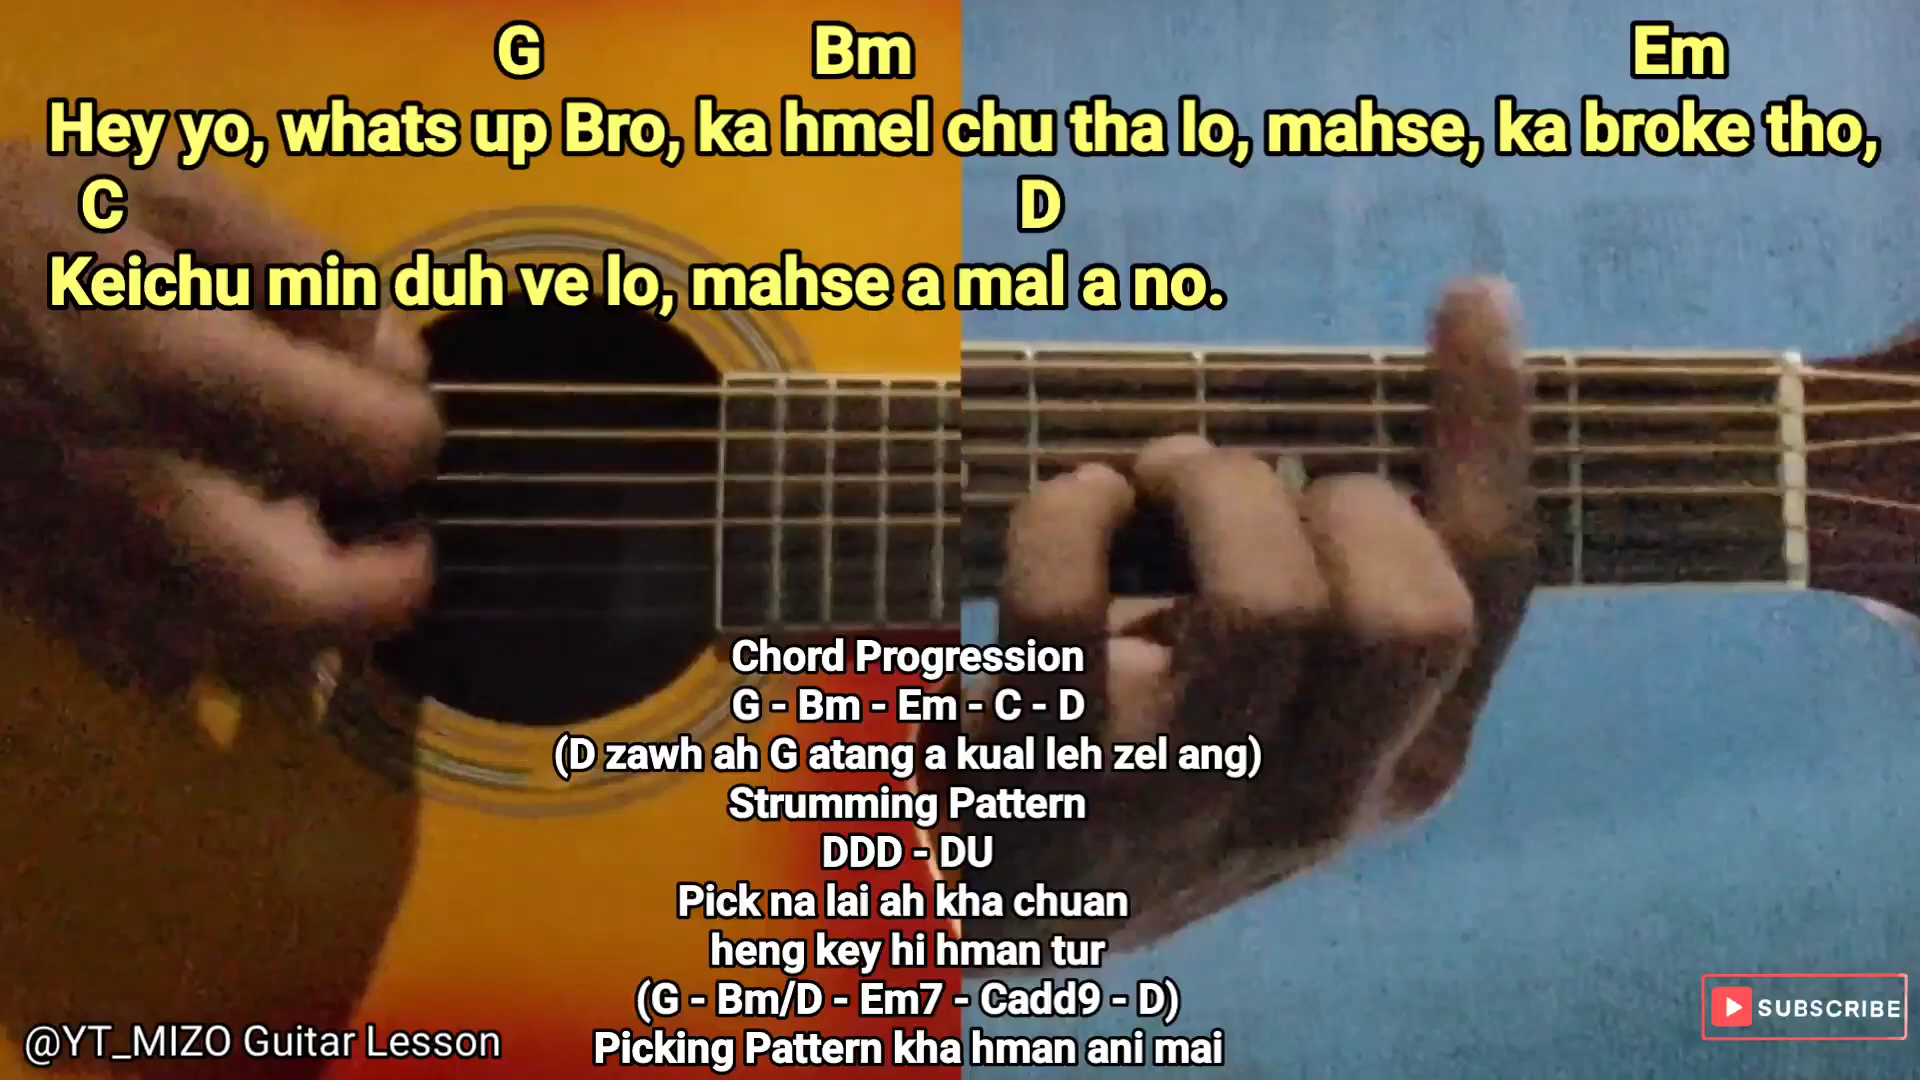 G Bm Em
Hey yo, whats up Bro, ka hmel chu tha lo, mahse, ka broke tho,
C D
Keichu min duh ve lo, mahse a mal a no.
Chord Progression
G - Bm - Em - C - D
(D zawh ah G atang a kual leh zel ang)
Strumming Pattern
DDD - DU
Pick na lai ah kha chuan
heng key hi hman tur
(G - Bm/D - Em7 - Cadd9 - D)
Picking Pattern kha hman ani mai
@YT_MIZO Guitar Lesson
SUBSCRIBE